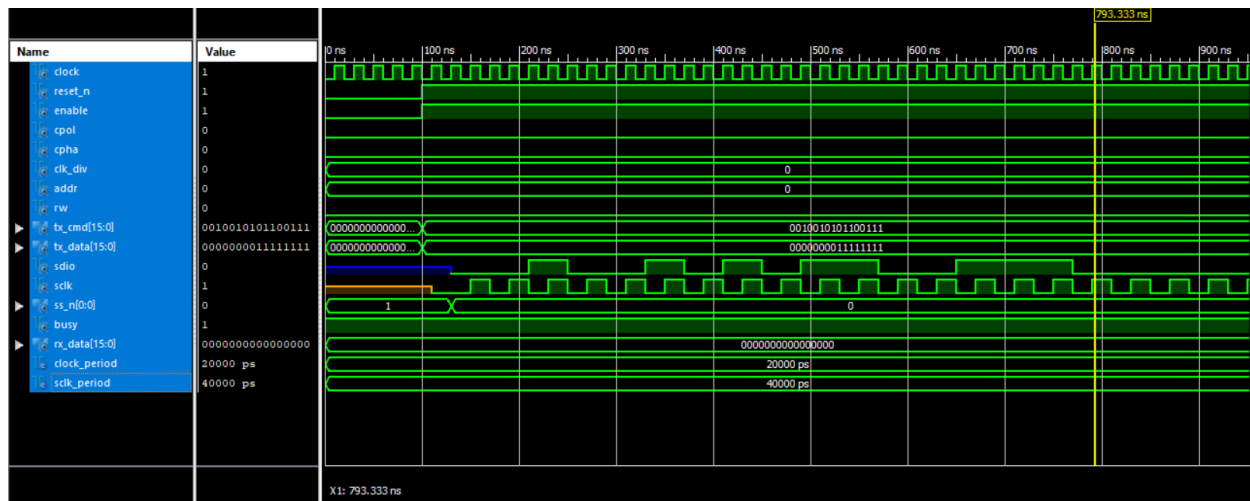 793.333 ns
Name Value 0 ns 100 ns 200 ns 300 ns 400 ns 500 ns 600 ns 700 ns 800 ns 900 ns
clock 1
reset_n 1
enable 1
cpol 0
cpha 0
clk_div 0 0
addr 0 0
rw 0
tx_cmd[15:0] 0010010101100111 0000000000000... 0010010101100111
tx_data[15:0] 0000000011111111 0000000000000... 0000000011111111
sdio 0
sclk 1
ss_n[0:0] 0 1 0
busy 1
rx_data[15:0] 0000000000000000 0000000000000000
clock_period 20000 ps 20000 ps
sclk_period 40000 ps 40000 ps
X1: 793.333 ns